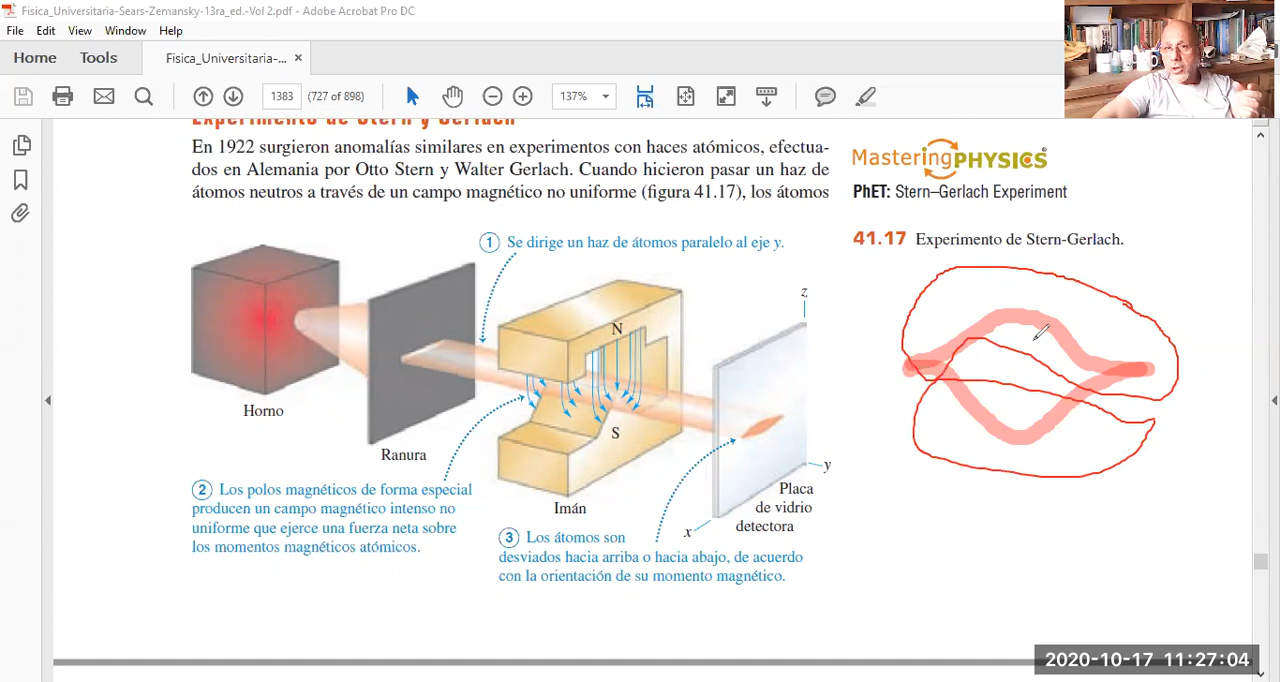 Fisica_Universitaria-Sears-Zemansky-13ra_ed.-Vol 2.pdf - Adobe Acrobat Pro DC
File Edit View Window Help
Home Tools Fisica_Universitaria-... ×
1383 (727 of 898) 137%
Experimento de Stern y Gerlach
En 1922 surgieron anomalías similares en experimentos con haces atómicos, efectua-
dos en Alemania por Otto Stern y Walter Gerlach. Cuando hicieron pasar un haz de
átomos neutros a través de un campo magnético no uniforme (figura 41.17), los átomos
MasteringPHYSICS
PhET: Stern–Gerlach Experiment
41.17 Experimento de Stern-Gerlach.
1 Se dirige un haz de átomos paralelo al eje y.
z
N
S
Horno
Ranura
Imán
y
x
Placa
de vidrio
detectora
2 Los polos magnéticos de forma especial
producen un campo magnético intenso no
uniforme que ejerce una fuerza neta sobre
los momentos magnéticos atómicos.
3 Los átomos son
desviados hacia arriba o hacia abajo, de acuerdo
con la orientación de su momento magnético.
2020-10-17 11:27:04